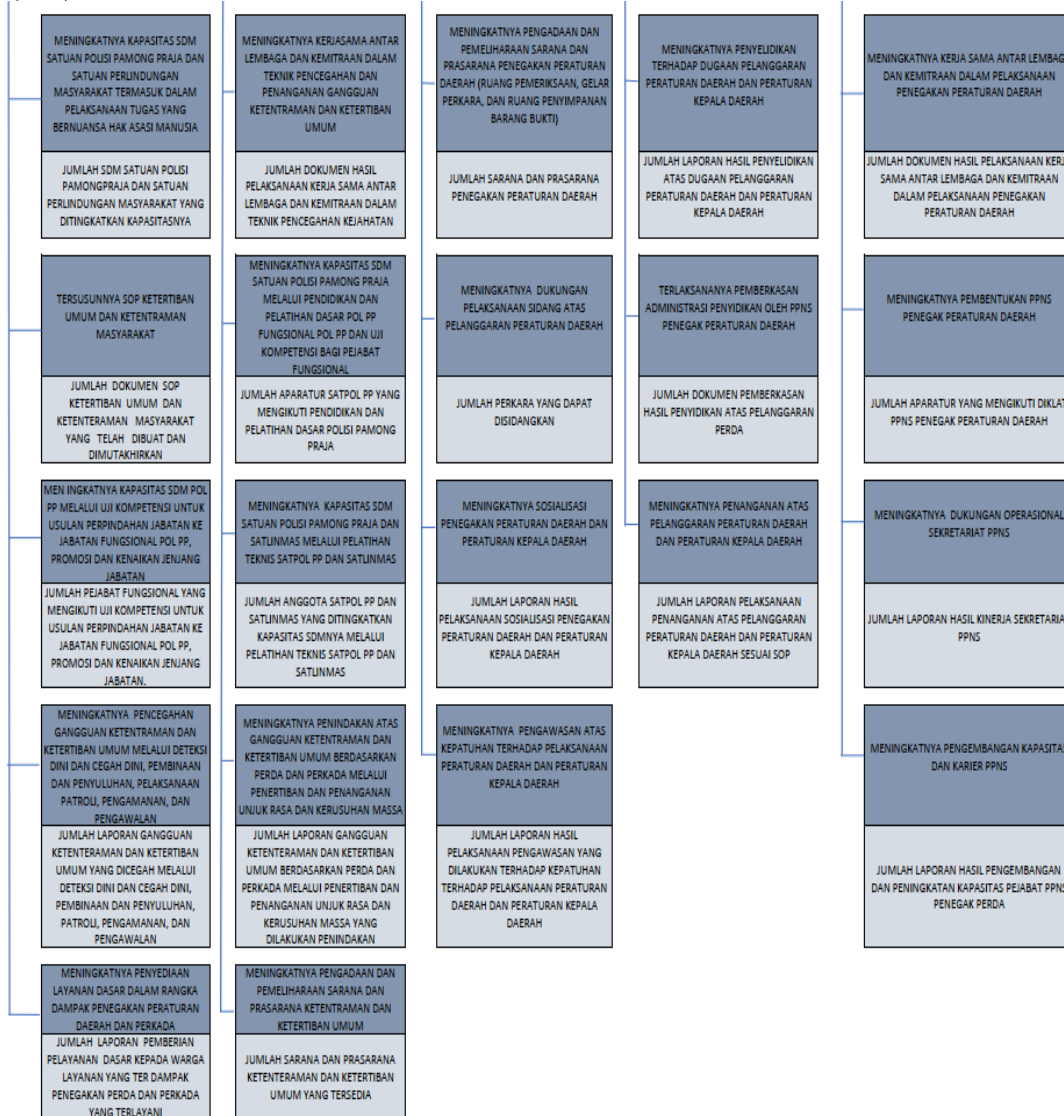 MENINGKATNYA KAPASITAS SDM
SATUAN POLISI PAMONG PRAJA DAN
SATUAN PERLINDUNGAN
MASYARAKAT TERMASUK DALAM
PELAKSANAAN TUGAS YANG
BERNUANSA HAK ASASI MANUSIA
JUMLAH SDM SATUAN POLISI
PAMONGPRAJA DAN SATUAN
PERLINDUNGAN MASYARAKAT YANG
DITINGKATKAN KAPASITASNYA
TERSUSUNNYA SOP KETERTIBAN
UMUM DAN KETENTRAMAN
MASYARAKAT
JUMLAH DOKUMEN SOP
KETERTIBAN UMUM DAN
KETENTERAMAN MASYARAKAT
YANG TELAH DIBUAT DAN
DIMUTAKHIRKAN
MEN INGKATNYA KAPASITAS SDM POL
PP MELALUI UJI KOMPETENSI UNTUK
USULAN PERPINDAHAN JABATAN KE
JABATAN FUNGSIONAL POL PP,
PROMOSI DAN KENAIKAN JENJANG
JABATAN
JUMLAH PEJABAT FUNGSIONAL YANG
MENGIKUTI UJI KOMPETENSI UNTUK
USULAN PERPINDAHAN JABATAN KE
JABATAN FUNGSIONAL POL PP,
PROMOSI DAN KENAIKAN JENJANG
JABATAN.
MENINGKATNYA PENCEGAHAN
GANGGUAN KETENTRAMAN DAN
KETERTIBAN UMUM MELALUI DETEKSI
DINI DAN CEGAH DINI, PEMBINAAN
DAN PENYULUHAN, PELAKSANAAN
PATROLI, PENGAMANAN, DAN
PENGAWALAN
JUMLAH LAPORAN GANGGUAN
KETENTERAMAN DAN KETERTIBAN
UMUM YANG DICEGAH MELALUI
DETEKSI DINI DAN CEGAH DINI,
PEMBINAAN DAN PENYULUHAN,
PATROLI, PENGAMANAN, DAN
PENGAWALAN
MENINGKATNYA PENYEDIAAN
LAYANAN DASAR DALAM RANGKA
DAMPAK PENEGAKAN PERATURAN
DAERAH DAN PERKADA
JUMLAH LAPORAN PEMBERIAN
PELAYANAN DASAR KEPADA WARGA
LAYANAN YANG TER DAMPAK
PENEGAKAN PERDA DAN PERKADA
YANG TERLAYANI
MENINGKATNYA KERJASAMA ANTAR
LEMBAGA DAN KEMITRAAN DALAM
TEKNIK PENCEGAHAN DAN
PENANGANAN GANGGUAN
KETENTRAMAN DAN KETERTIBAN
UMUM
JUMLAH DOKUMEN HASIL
PELAKSANAAN KERJA SAMA ANTAR
LEMBAGA DAN KEMITRAAN DALAM
TEKNIK PENCEGAHAN KEJAHATAN
MENINGKATNYA KAPASITAS SDM
SATUAN POLISI PAMONG PRAJA
MELALUI PENDIDIKAN DAN
PELATIHAN DASAR POL PP
FUNGSIONAL POL PP DAN UJI
KOMPETENSI BAGI PEJABAT
FUNGSIONAL
JUMLAH APARATUR SATPOL PP YANG
MENGIKUTI PENDIDIKAN DAN
PELATIHAN DASAR POLISI PAMONG
PRAJA
MENINGKATNYA KAPASITAS SDM
SATUAN POLISI PAMONG PRAJA DAN
SATLINMAS MELALUI PELATIHAN
TEKNIS SATPOL PP DAN SATLINMAS
JUMLAH ANGGOTA SATPOL PP DAN
SATLINMAS YANG DITINGKATKAN
KAPASITAS SDMNYA MELALUI
PELATIHAN TEKNIS SATPOL PP DAN
SATLINMAS
MENINGKATNYA PENINDAKAN ATAS
GANGGUAN KETENTRAMAN DAN
KETERTIBAN UMUM BERDASARKAN
PERDA DAN PERKADA MELALUI
PENERTIBAN DAN PENANGANAN
UNJUK RASA DAN KERUSUHAN MASSA
JUMLAH LAPORAN GANGGUAN
KETENTERAMAN DAN KETERTIBAN
UMUM BERDASARKAN PERDA DAN
PERKADA MELALUI PENERTIBAN DAN
PENANGANAN UNJUK RASA DAN
KERUSUHAN MASSA YANG
DILAKUKAN PENINDAKAN
MENINGKATNYA PENGADAAN DAN
PEMELIHARAAN SARANA DAN
PRASARANA KETENTRAMAN DAN
KETERTIBAN UMUM
JUMLAH SARANA DAN PRASARANA
KETENTERAMAN DAN KETERTIBAN
UMUM YANG TERSEDIA
MENINGKATNYA PENGADAAN DAN
PEMELIHARAAN SARANA DAN
PRASARANA PENEGAKAN PERATURAN
DAERAH (RUANG PEMERIKSAAN, GELAR
PERKARA, DAN RUANG PENYIMPANAN
BARANG BUKTI)
JUMLAH SARANA DAN PRASARANA
PENEGAKAN PERATURAN DAERAH
MENINGKATNYA DUKUNGAN
PELAKSANAAN SIDANG ATAS
PELANGGARAN PERATURAN DAERAH
JUMLAH PERKARA YANG DAPAT
DISIDANGKAN
MENINGKATNYA SOSIALISASI
PENEGAKAN PERATURAN DAERAH DAN
PERATURAN KEPALA DAERAH
JUMLAH LAPORAN HASIL
PELAKSANAAN SOSIALISASI PENEGAKAN
PERATURAN DAERAH DAN PERATURAN
KEPALA DAERAH
MENINGKATNYA PENGAWASAN ATAS
KEPATUHAN TERHADAP PELAKSANAAN
PERATURAN DAERAH DAN PERATURAN
KEPALA DAERAH
JUMLAH LAPORAN HASIL
PELAKSANAAN PENGAWASAN YANG
DILAKUKAN TERHADAP KEPATUHAN
TERHADAP PELAKSANAAN PERATURAN
DAERAH DAN PERATURAN KEPALA
DAERAH
MENINGKATNYA PENYELIDIKAN
TERHADAP DUGAAN PELANGGARAN
PERATURAN DAERAH DAN PERATURAN
KEPALA DAERAH
JUMLAH LAPORAN HASIL PENYELIDIKAN
ATAS DUGAAN PELANGGARAN
PERATURAN DAERAH DAN PERATURAN
KEPALA DAERAH
TERLAKSANANYA PEMBERKASAN
ADMINISTRASI PENYIDIKAN OLEH PPNS
PENEGAK PERATURAN DAERAH
JUMLAH DOKUMEN PEMBERKASAN
HASIL PENYIDIKAN ATAS PELANGGARAN
PERDA
MENINGKATNYA PENANGANAN ATAS
PELANGGARAN PERATURAN DAERAH
DAN PERATURAN KEPALA DAERAH
JUMLAH LAPORAN PELAKSANAAN
PENANGANAN ATAS PELANGGARAN
PERATURAN DAERAH DAN PERATURAN
KEPALA DAERAH SESUAI SOP
MENINGKATNYA KERJA SAMA ANTAR LEMBAG
DAN KEMITRAAN DALAM PELAKSANAAN
PENEGAKAN PERATURAN DAERAH
JUMLAH DOKUMEN HASIL PELAKSANAAN KERJ
SAMA ANTAR LEMBAGA DAN KEMITRAAN
DALAM PELAKSANAAN PENEGAKAN
PERATURAN DAERAH
MENINGKATNYA PEMBENTUKAN PPNS
PENEGAK PERATURAN DAERAH
JUMLAH APARATUR YANG MENGIKUTI DIKLAT
PPNS PENEGAK PERATURAN DAERAH
MENINGKATNYA DUKUNGAN OPERASIONAL
SEKRETARIAT PPNS
JUMLAH LAPORAN HASIL KINERJA SEKRETARIA
PPNS
MENINGKATNYA PENGEMBANGAN KAPASITAS
DAN KARIER PPNS
JUMLAH LAPORAN HASIL PENGEMBANGAN
DAN PENINGKATAN KAPASITAS PEJABAT PPNS
PENEGAK PERDA